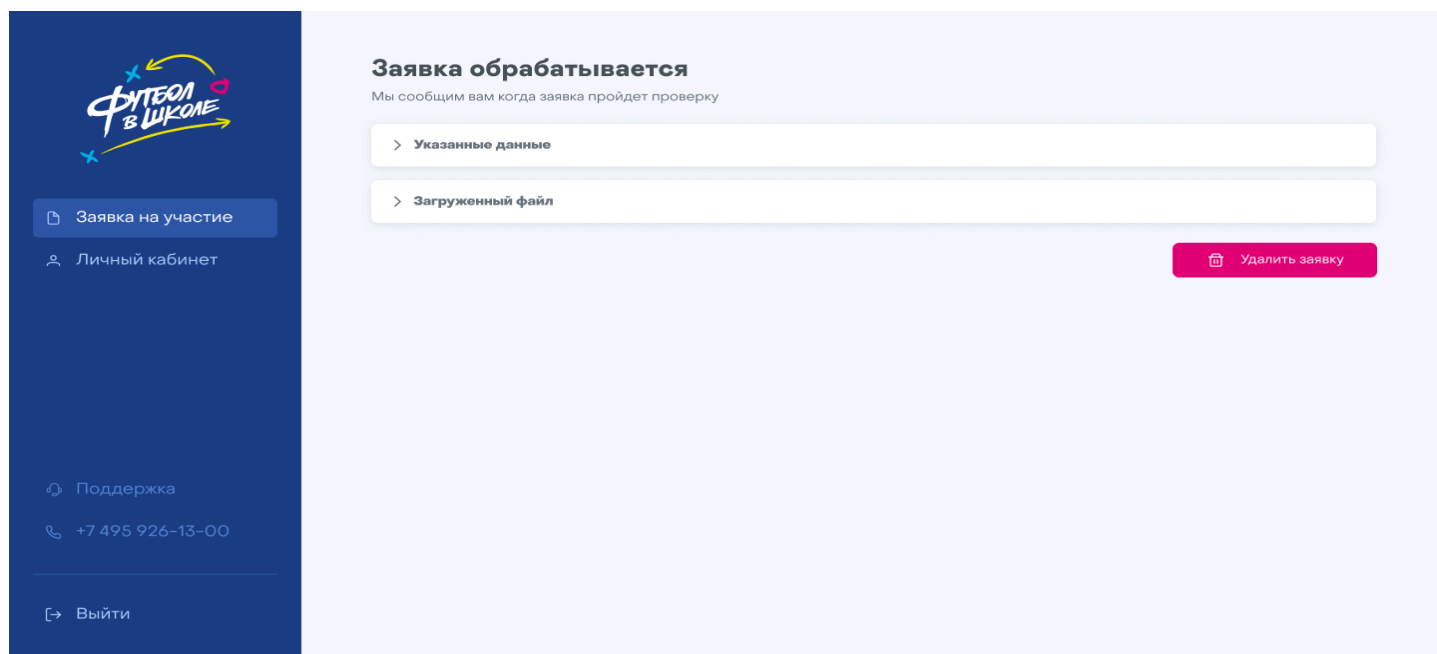 ФУТБОЛ
В ШКОЛЕ
Заявка на участие
Личный кабинет
Поддержка
+7 495 926-13-00
Выйти
Заявка обрабатывается
Мы сообщим вам когда заявка пройдет проверку
Указанные данные
Загруженный файл
Удалить заявку